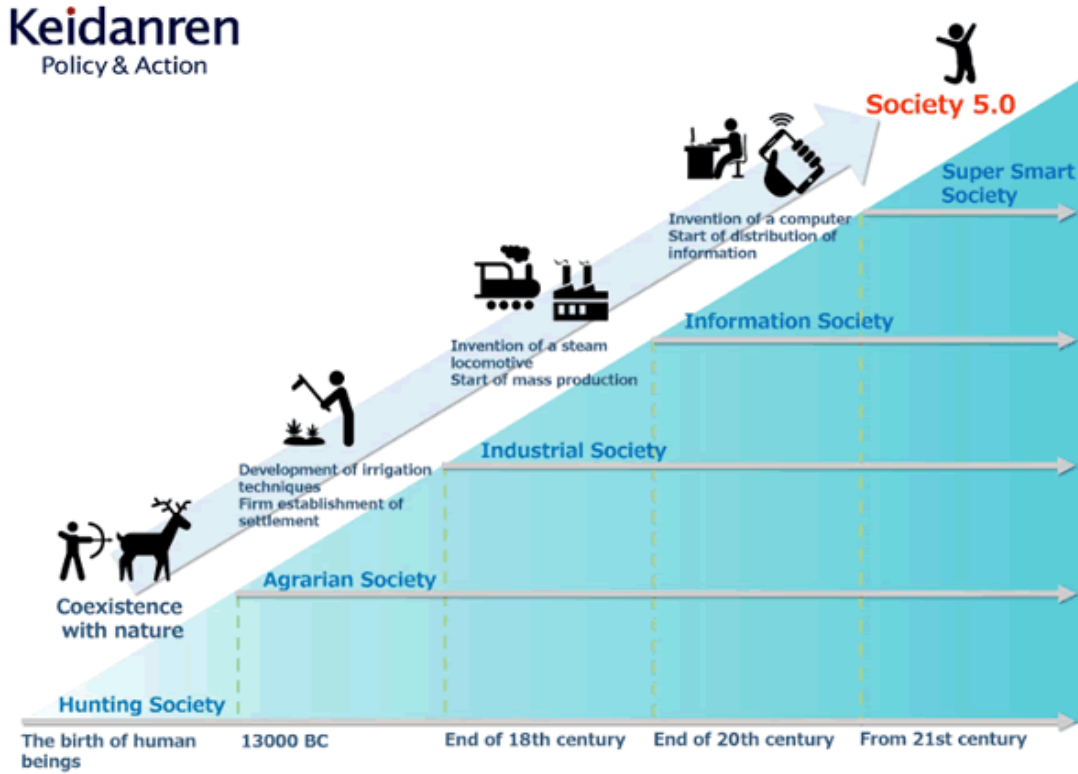 Keidanren
Policy & Action
Society 5.0
Super Smart
Society
Invention of a computer
Start of distribution of
information
Information Society
Invention of a steam
locomotive
Start of mass production
Industrial Society
Development of irrigation
techniques
Firm establishment of
settlement
Agrarian Society
Coexistence
with nature
Hunting Society
The birth of human
beings
13000 BC
End of 18th century
End of 20th century
From 21st century